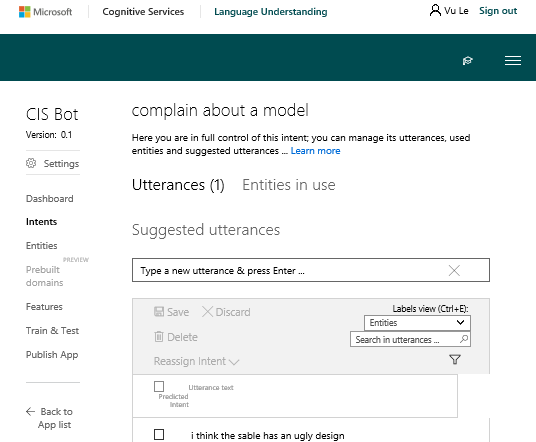 Microsoft
Cognitive Services
Language Understanding
Vu Le
Sign out
CIS Bot
Version: 0.1
Settings
Dashboard
Intents
Entities
PREVIEW
Prebuilt
domains
Features
Train & Test
Publish App
Back to
App list
complain about a model
Here you are in full control of this intent; you can manage its utterances, used
entities and suggested utterances ... Learn more
Utterances (1)
Entities in use
Suggested utterances
Type a new utterance & press Enter ...
Save
Discard
Labels view (Ctrl+E):
Entities
Delete
Search in utterances ...
Reassign Intent
Utterance text
Predicted
Intent
i think the sable has an ugly design